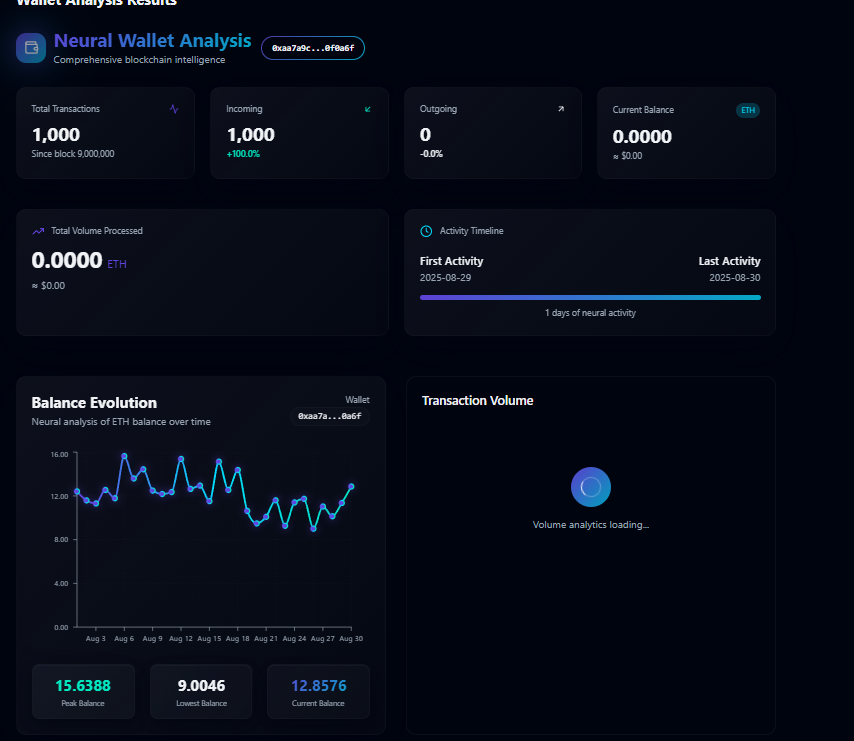 Wallet Analysis Results
Neural Wallet Analysis
0xaa7a9c...0f0a6f
Comprehensive blockchain intelligence
Total Transactions
1,000
Since block 9,000,000
Incoming
1,000
+100.0%
Outgoing
0
-0.0%
Current Balance
ETH
0.0000
≈ $0.00
Total Volume Processed
0.0000 ETH
≈ $0.00
Activity Timeline
First Activity
Last Activity
2025-08-29
2025-08-30
1 days of neural activity
Balance Evolution
Neural analysis of ETH balance over time
Wallet
0xaa7a...0a6f
16.00
12.00
8.00
4.00
0.00
Aug 3 Aug 6 Aug 9 Aug 12 Aug 15 Aug 18 Aug 21 Aug 24 Aug 27 Aug 30
15.6388
Peak Balance
9.0046
Lowest Balance
12.8576
Current Balance
Transaction Volume
Volume analytics loading...